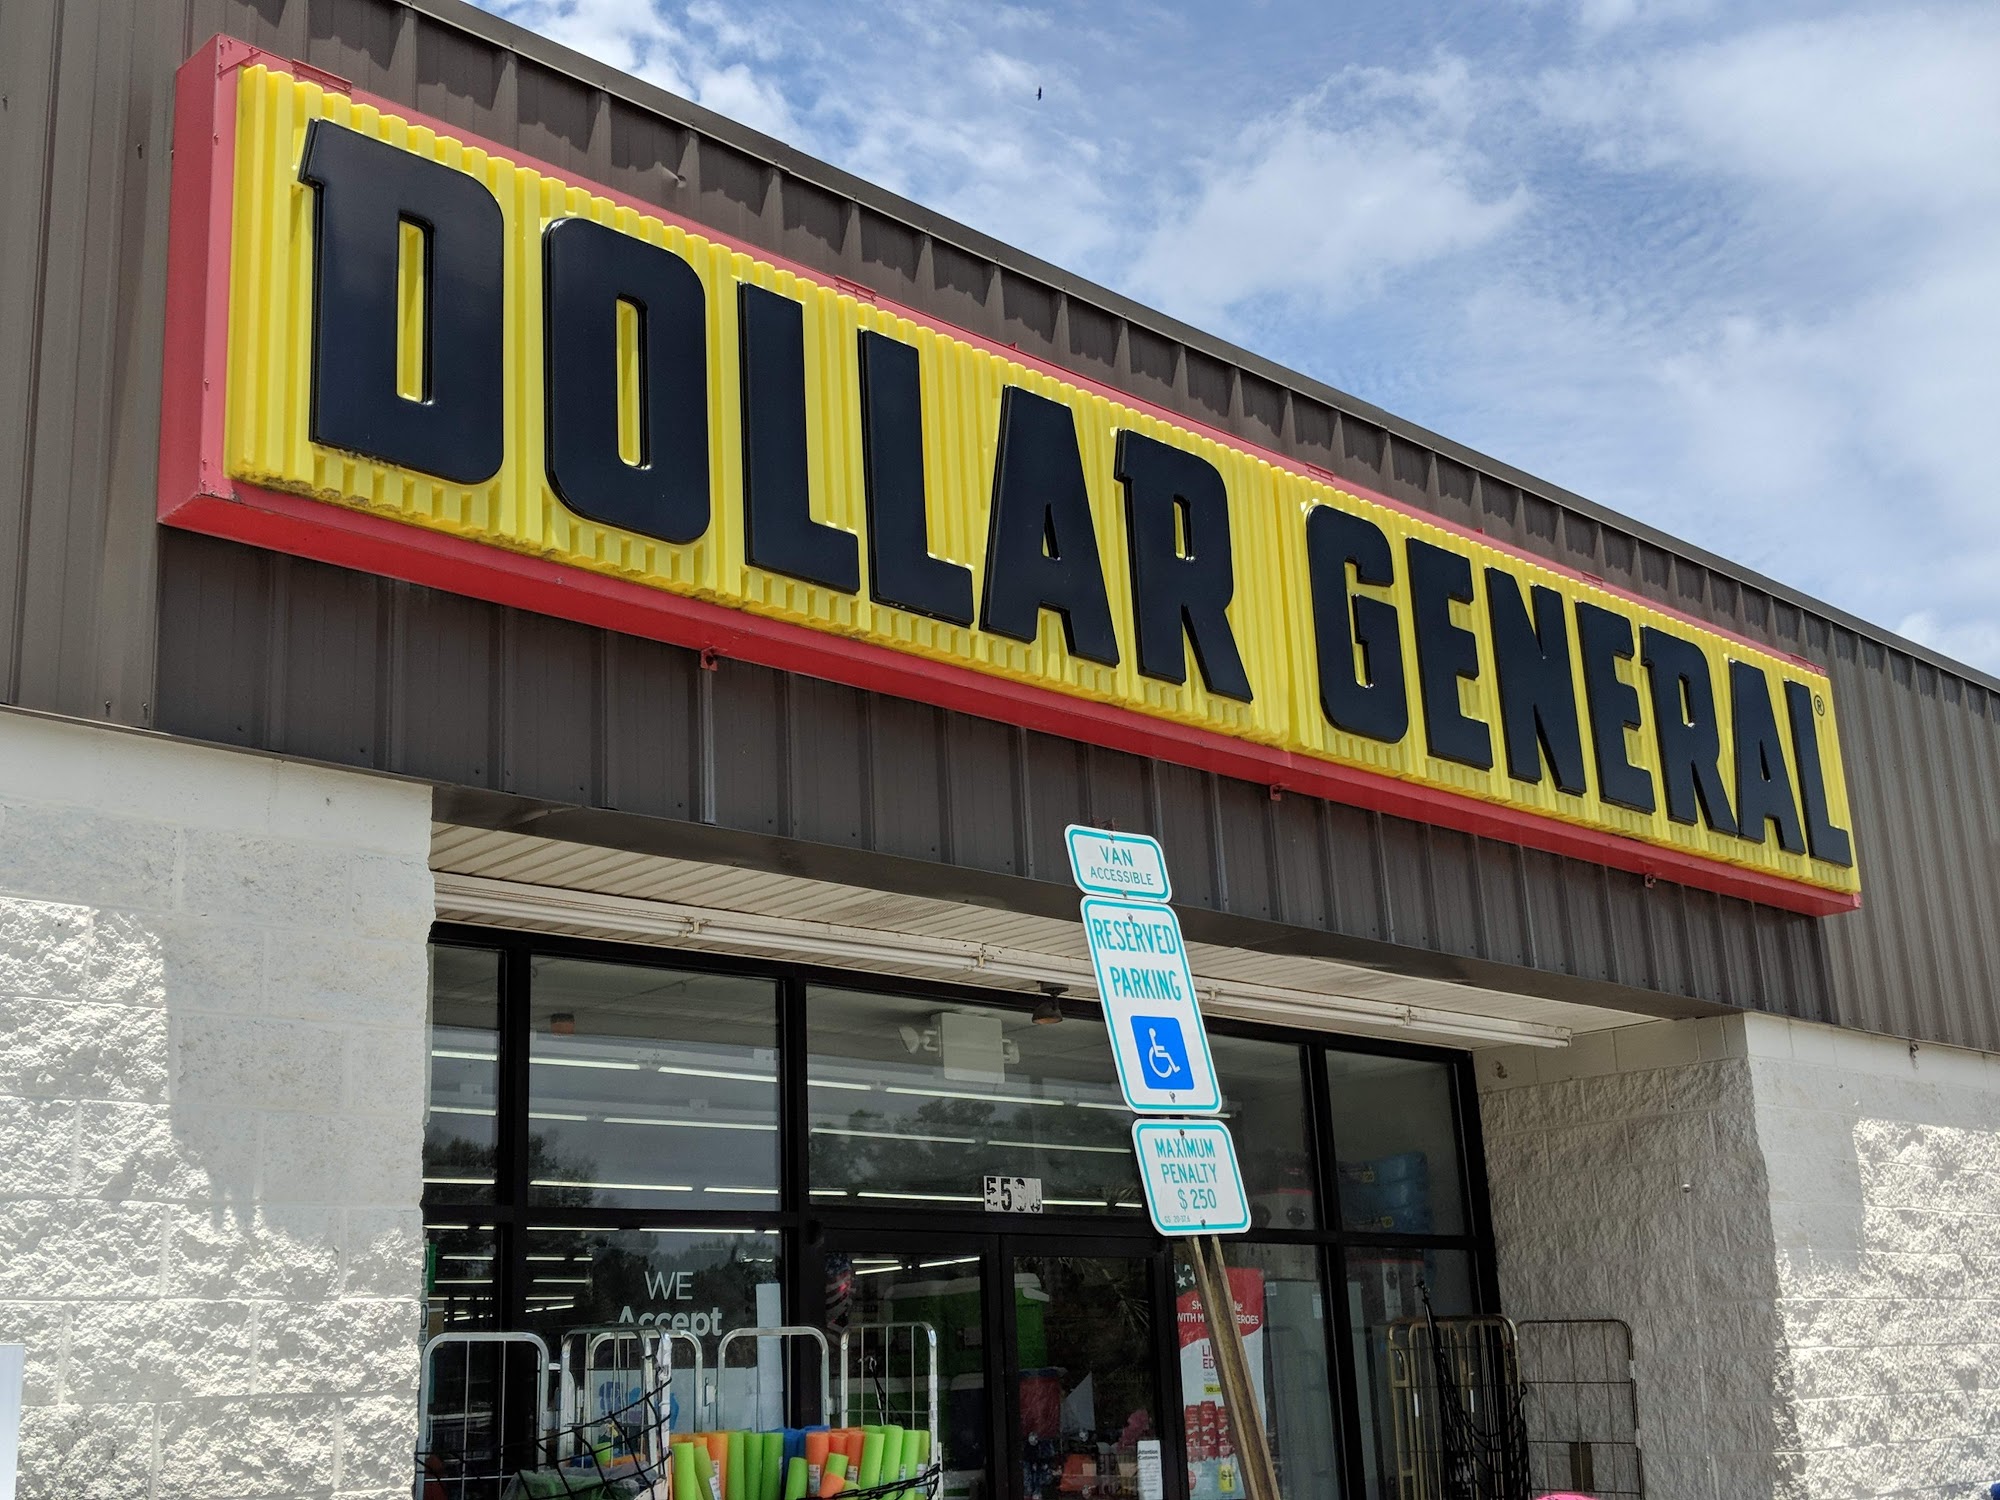 DOLLAR GENERAL®
VAN
ACCESSIBLE
RESERVED
PARKING
MAXIMUM
PENALTY
$ 250
WE
Accept